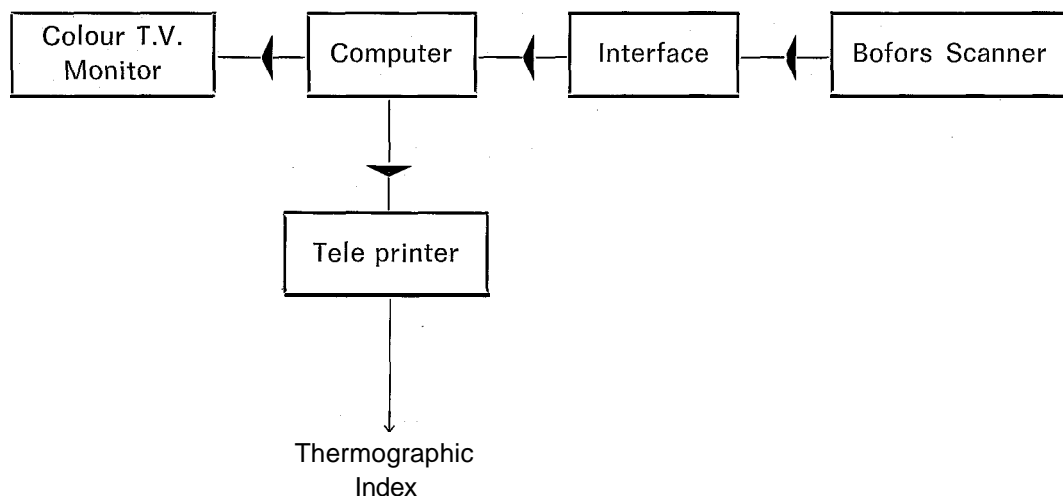 Colour T.V.
Monitor
Computer
Interface
Bofors Scanner
Tele printer
Thermographic
Index